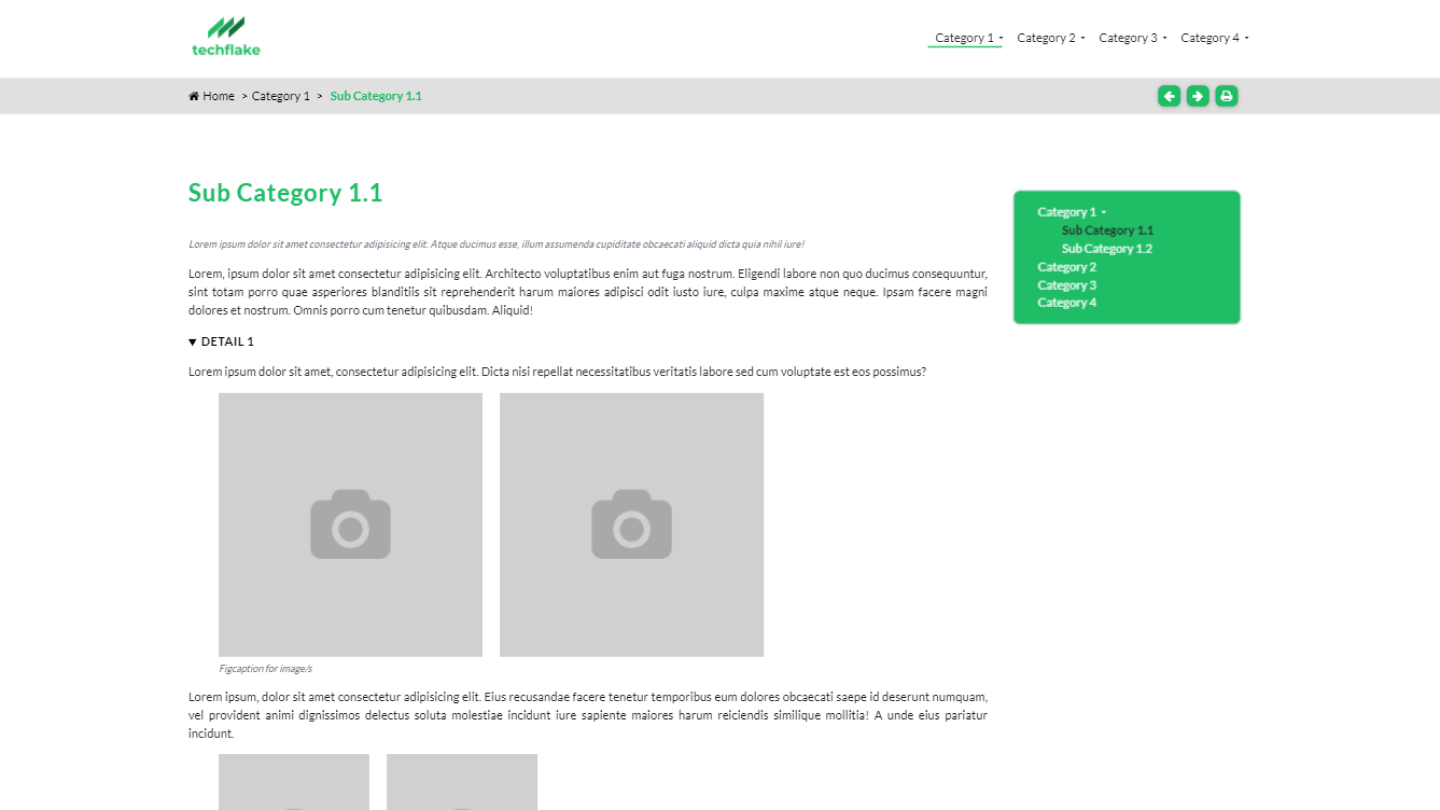 techflake
Category 1 Category 2 Category 3 Category 4
Home > Category 1 > Sub Category 1.1
Sub Category 1.1
Lorem ipsum dolor sit amet consectetur adipisicing elit. Atque ducimus esse, illum assumenda cupiditate obcaecati aliquid dicta quia nihil iure!
Lorem, ipsum dolor sit amet consectetur adipisicing elit. Architecto voluptatibus enim aut fuga nostrum. Eligendi labore non quo ducimus consequuntur,
sint totam porro quae asperiores blanditiis sit reprehenderit harum maiores adipisci odit iusto iure, culpa maxime atque neque. Ipsam facere magni
dolores et nostrum. Omnis porro cum tenetur quibusdam. Aliquid!
DETAIL 1
Lorem ipsum dolor sit amet, consectetur adipisicing elit. Dicta nisi repellat necessitatibus veritatis labore sed cum voluptate est eos possimus?
Figcaption for image/s
Lorem ipsum, dolor sit amet consectetur adipisicing elit. Eius recusandae facere tenetur temporibus eum dolores obcaecati saepe id deserunt numquam,
vel provident animi dignissimos delectus soluta molestiae incidunt iure sapiente maiores harum reiciendis similique mollitia! A unde eius pariatur
incidunt.
Category 1
Sub Category 1.1
Sub Category 1.2
Category 2
Category 3
Category 4